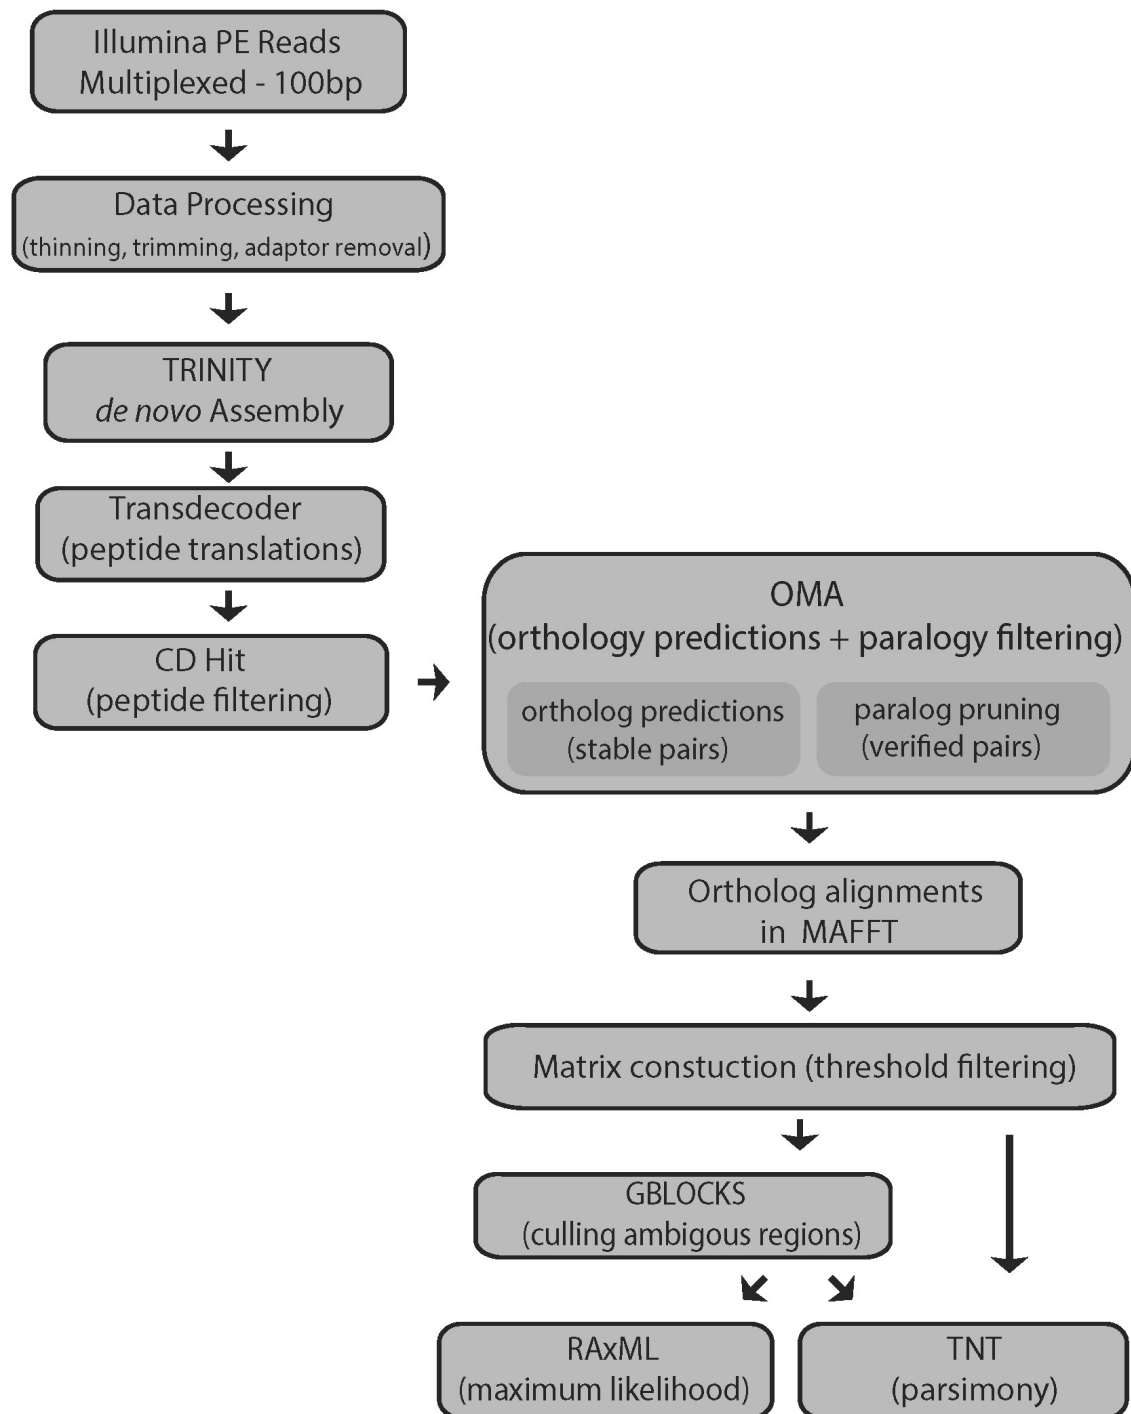 Illumina PE Reads
Multiplexed - 100bp
Data Processing
(thinning, trimming, adaptor removal)
TRINITY
de novo Assembly
Transdecoder
(peptide translations)
CD Hit
(peptide filtering)
OMA
(orthology predictions + paralogy filtering)
ortholog predictions
(stable pairs)
paralog pruning
(verified pairs)
Ortholog alignments
in MAFFT
Matrix constuction (threshold filtering)
GBLOCKS
(culling ambigous regions)
RAxML
(maximum likelihood)
TNT
(parsimony)